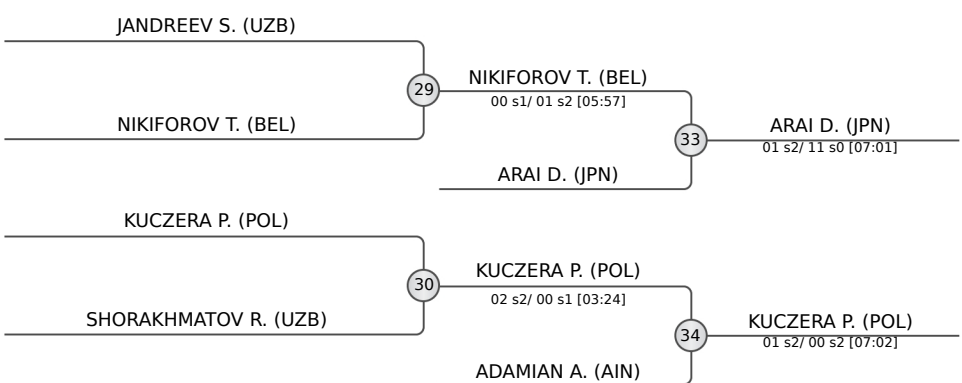 JANDREEV S. (UZB)
29
NIKIFOROV T. (BEL)
00 s1/ 01 s2 [05:57]
NIKIFOROV T. (BEL)
33
ARAI D. (JPN)
01 s2/ 11 s0 [07:01]
ARAI D. (JPN)
KUCZERA P. (POL)
30
KUCZERA P. (POL)
02 s2/ 00 s1 [03:24]
SHORAKHMATOV R. (UZB)
34
KUCZERA P. (POL)
01 s2/ 00 s2 [07:02]
ADAMIAN A. (AIN)